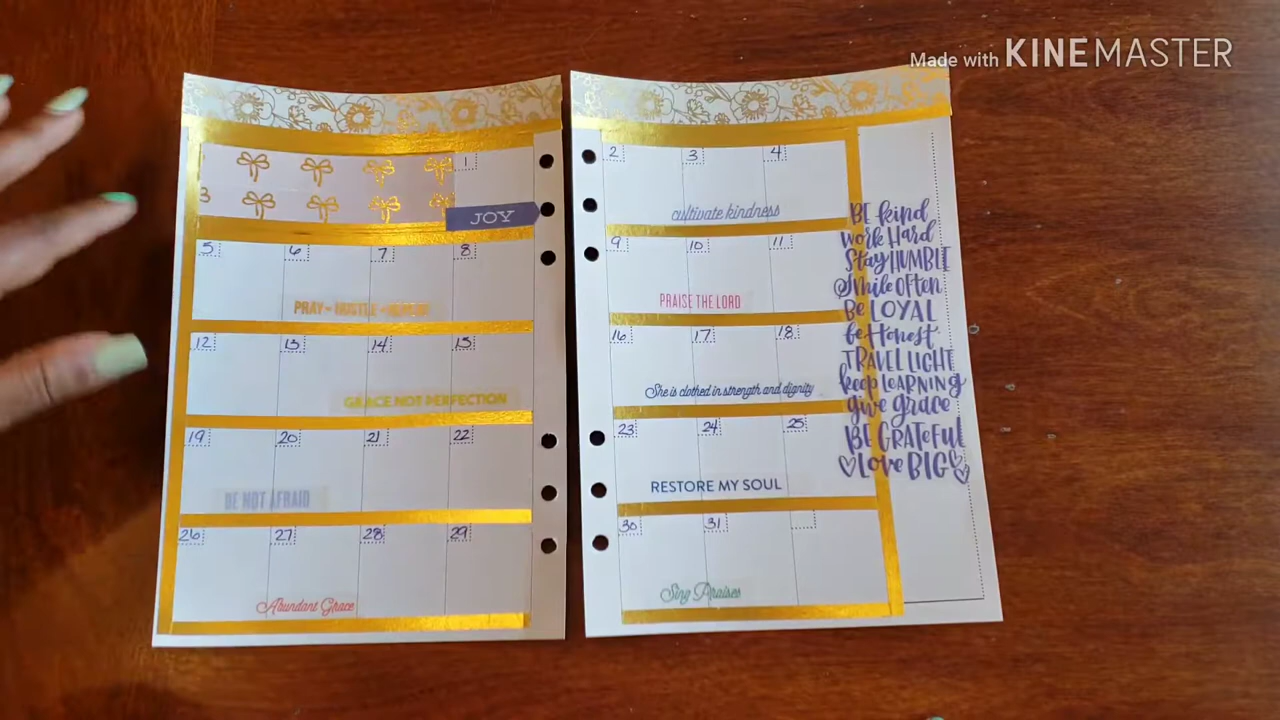 Made with KINEMASTER
1
JOY
5 6 7 8
PRAY~HUSTLE~
12 13 14 15
GRACE NOT PERFECTION
19 20 21 22
BE NOT AFRAID
26 27 28 29
Abundant Grace
2 3 4
cultivate kindness
9 10 11
PRAISE THE LORD
16 17 18
She is clothed in strength and dignity
23 24 25
RESTORE MY SOUL
30 31
Sing Praises
BE kind
work Hard
Stay HUMBLE
Smile often
Be LOYAL
be Honest
TRAVEL LIGHT
keep LEARNING
give grace
BE GRATEFUL
Love BIG